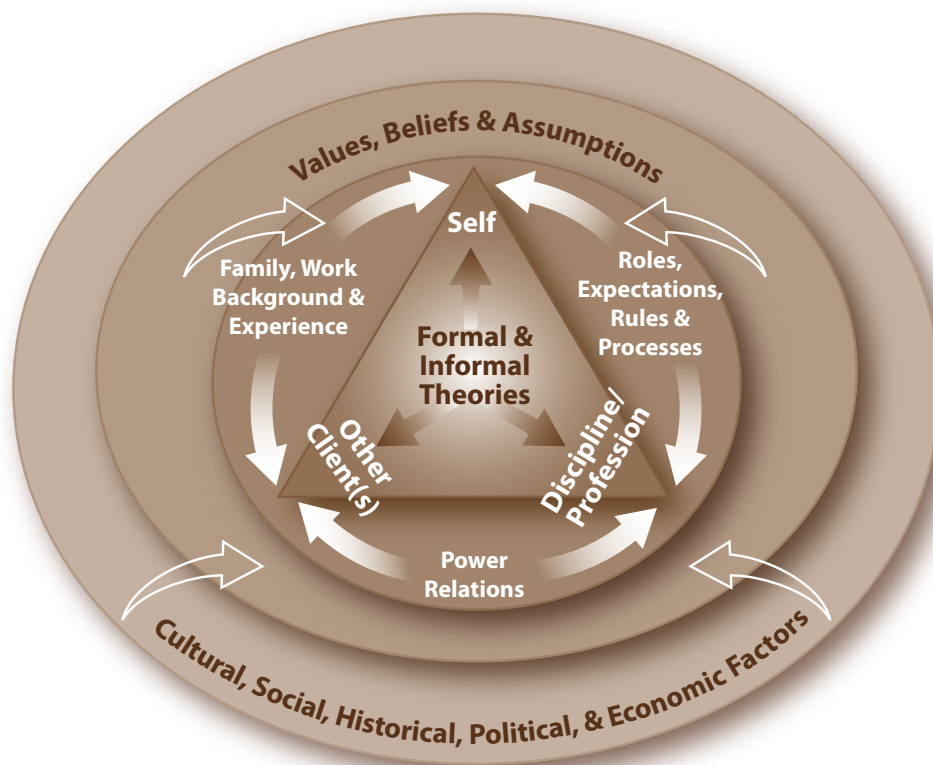 Values, Beliefs & Assumptions
Self
Family, Work
Background &
Experience
Roles,
Expectations,
Rules &
Processes
Formal &
Informal
Theories
Other
Client(s)
Discipline/
Profession
Power
Relations
Cultural, Social, Historical, Political, & Economic Factors